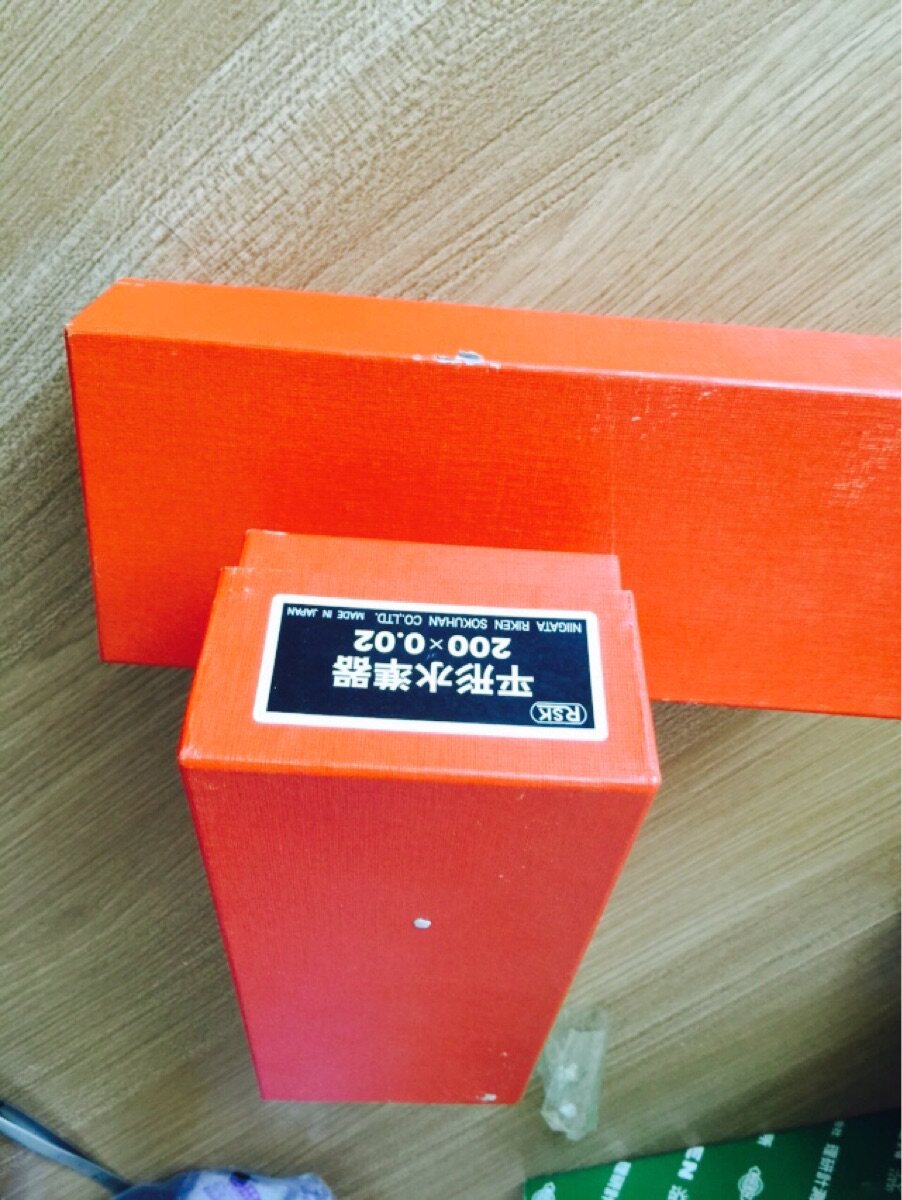 RSK
平形水準器
200×0.02
NIIGATA RIKEN SOKUHAN CO.,LTD. MADE IN JAPAN